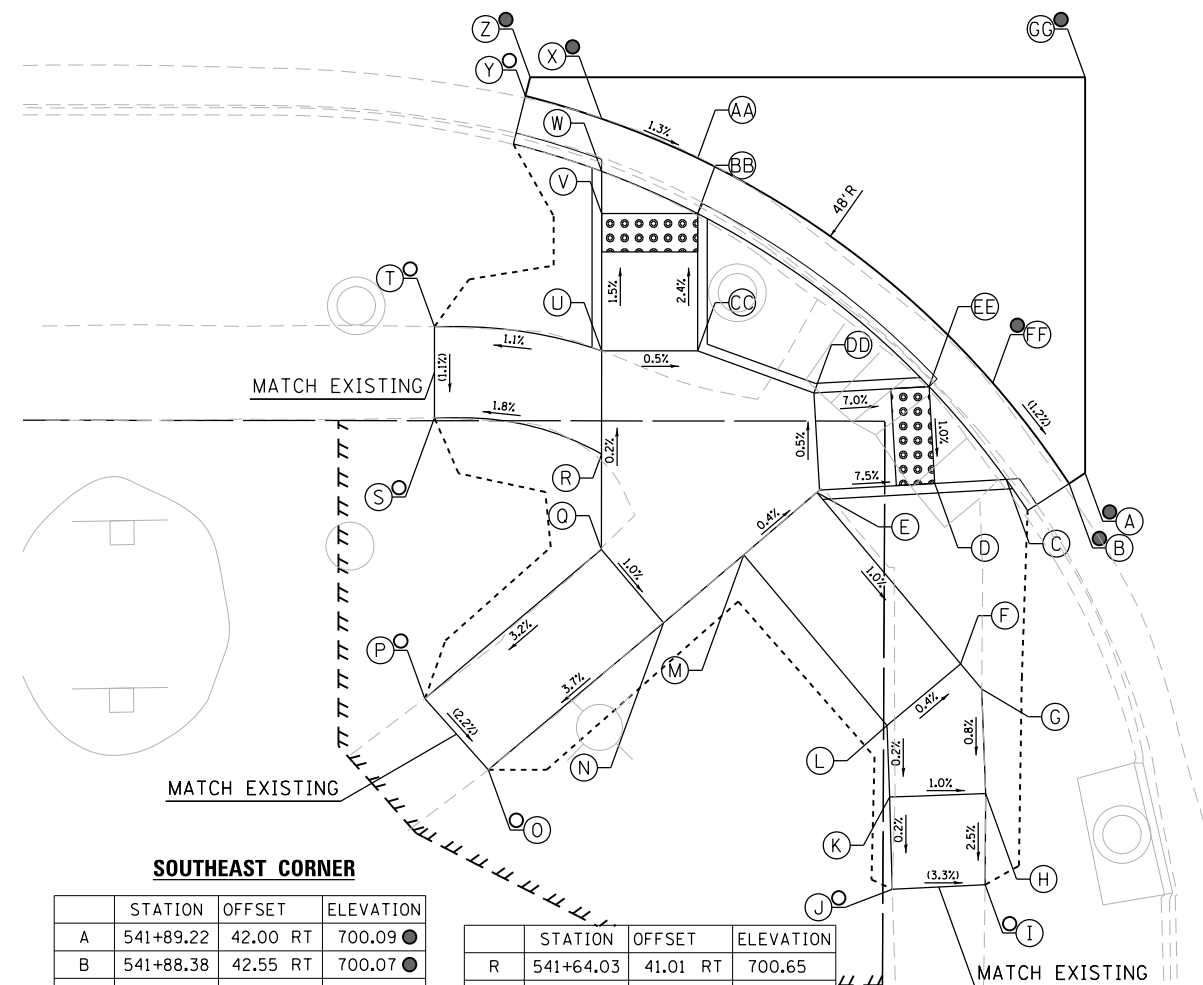 Z
GG
X
Y
AA
W
1.3%
BB
V
48'R
T
1.5%
2.4%
U
CC
EE
FF
DD
1.1%
0.5%
(1.1%)
MATCH EXISTING
7.0%
(1.2%)
1.8%
0.2%
0.5%
1.0%
R
7.5%
S
A
Q
0.4%
E
D
C
B
1.0%
1.0%
F
P
3.2%
M
0.4%
3.7%
G
(2.2%)
0.8%
L
0.2%
N
MATCH EXISTING
1.0%
O
0.2%
2.5%
K
SOUTHEAST CORNER
(3.3%)
H
J
I
MATCH EXISTING
STATION OFFSET ELEVATION
A 541+89.22 42.00 RT 700.09
B 541+88.38 42.55 RT 700.07
STATION OFFSET ELEVATION
R 541+64.03 41.01 RT 700.65